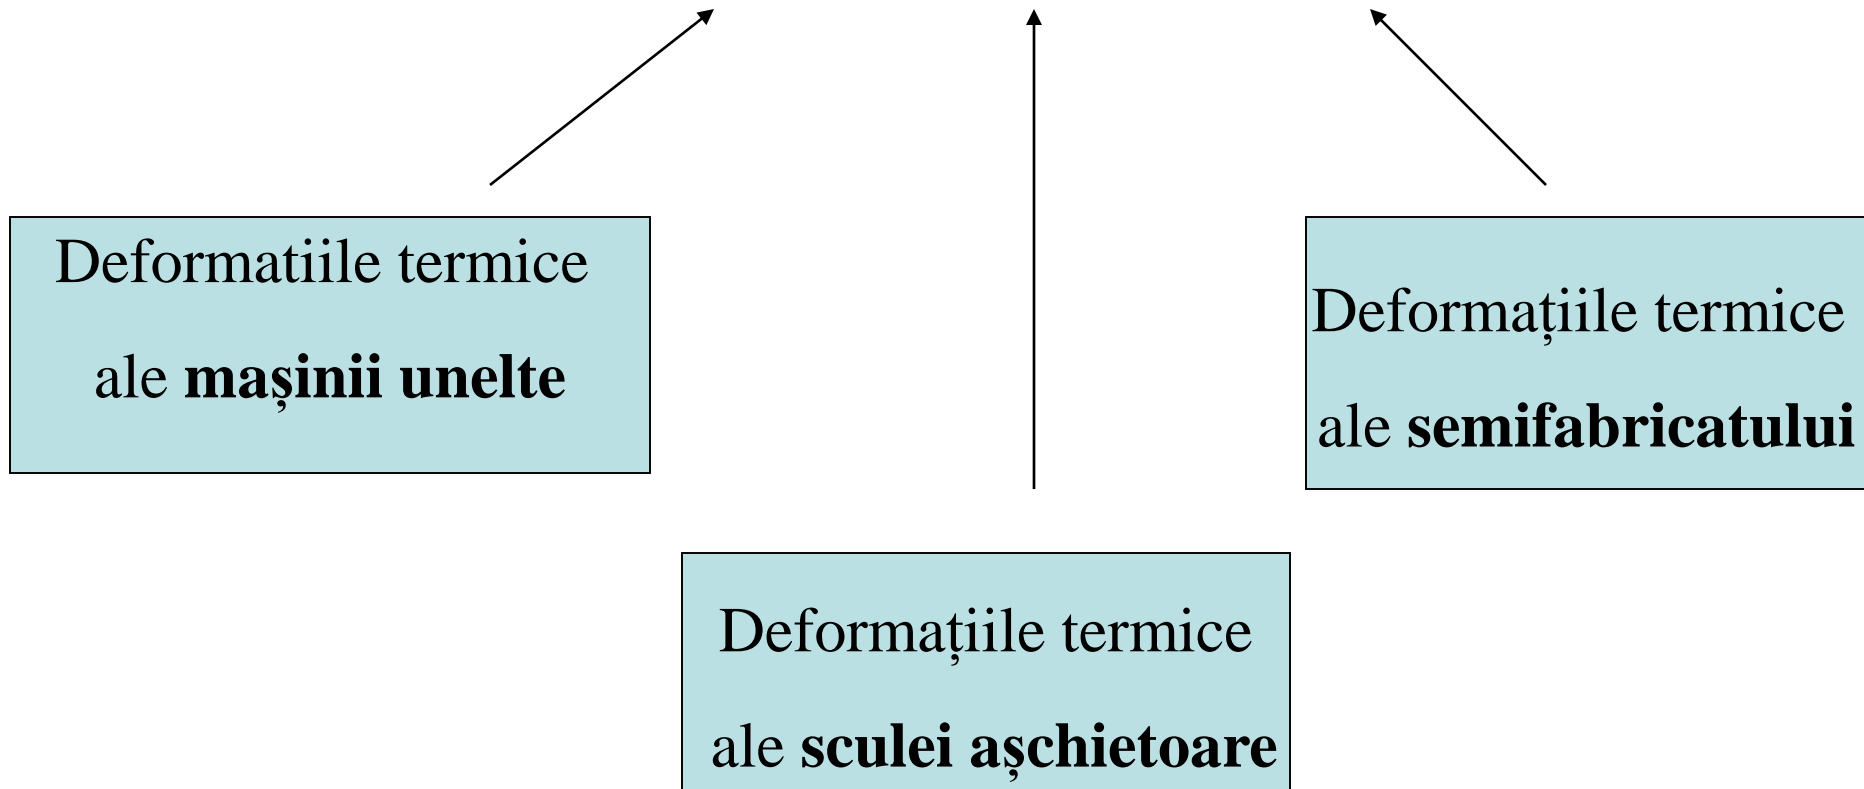 Deformatiile termice
ale mașinii unelte
Deformațiile termice
ale semifabricatului
Deformațiile termice
ale sculei așchietoare